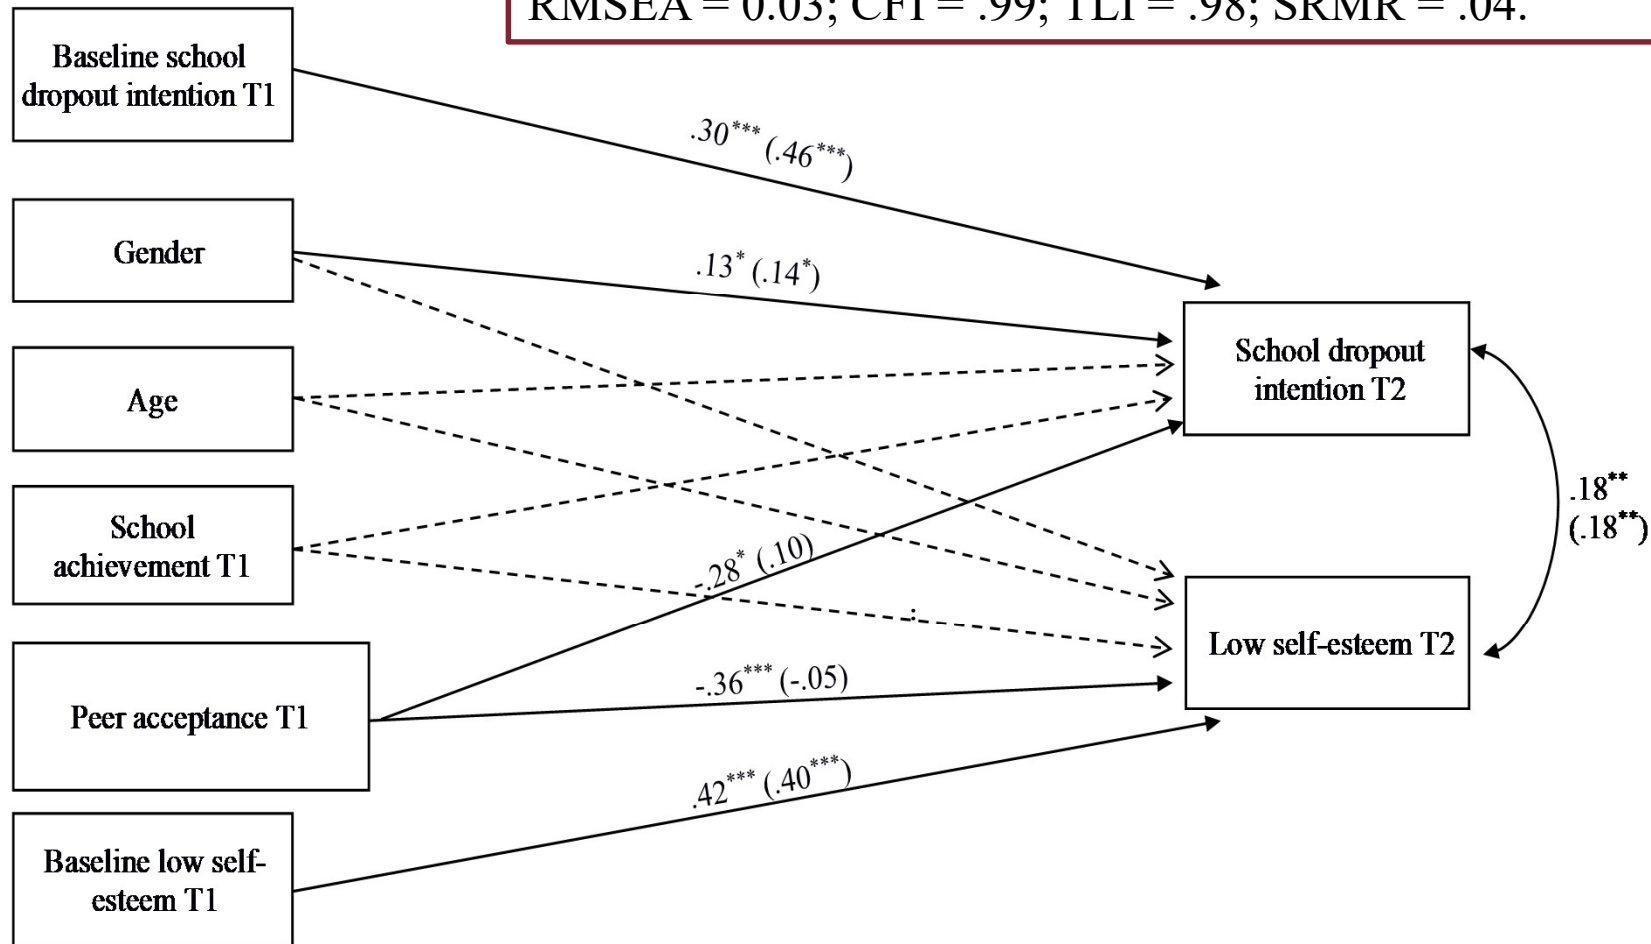 RMSEA = 0.03; CFI = .99; TLI = .98; SRMR = .04.
Baseline school
dropout intention T1
.30*** (.46***)
Gender
.13* (.14*)
School dropout
intention T2
Age
.18**
(.18**)
School
achievement T1
-.28* (.10)
Low self-esteem T2
Peer acceptance T1
-.36*** (-.05)
.42*** (.40***)
Baseline low self-
esteem T1